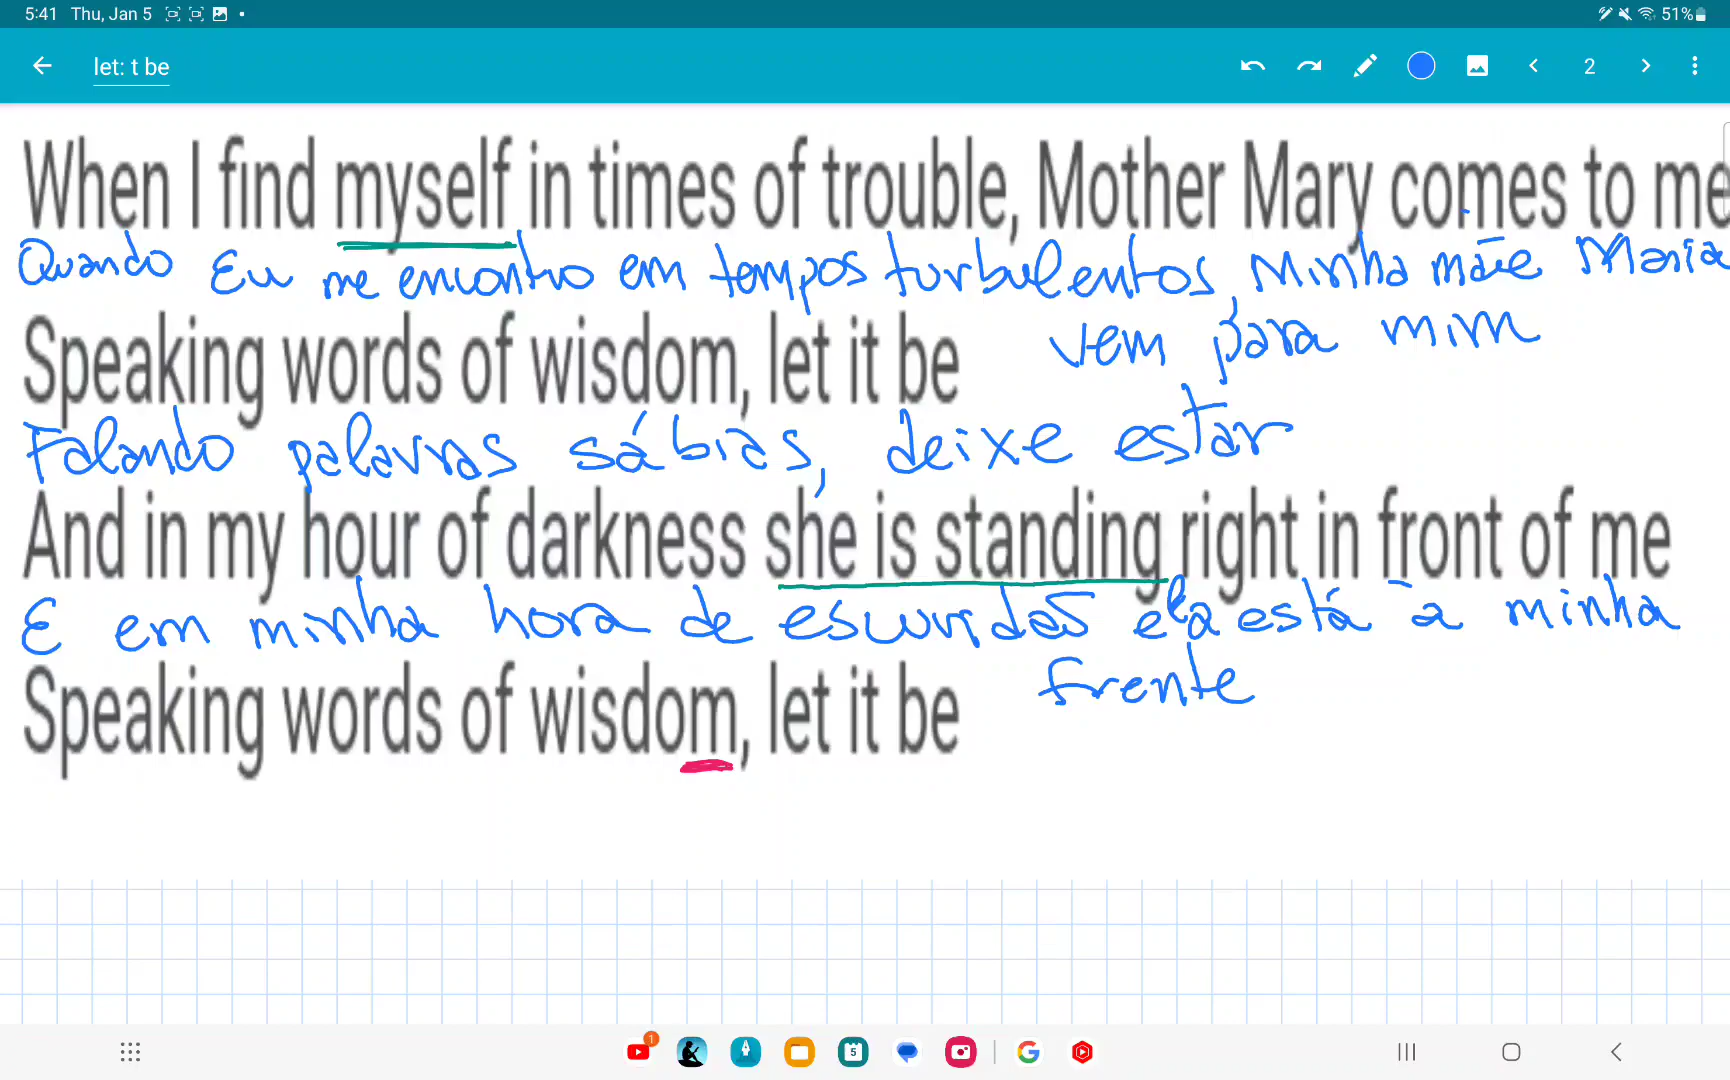 5:41 Thu, Jan 5 51%
let: t be 2
When I find myself in times of trouble, Mother Mary comes to me
Quando Eu me encontro em tempos turbulentos, Minha mãe Maria
vem para mim
Speaking words of wisdom, let it be
Falando palavras sábias, deixe estar
And in my hour of darkness she is standing right in front of me
E em minha hora de escuridão ela está a minha
frente
Speaking words of wisdom, let it be
1
5